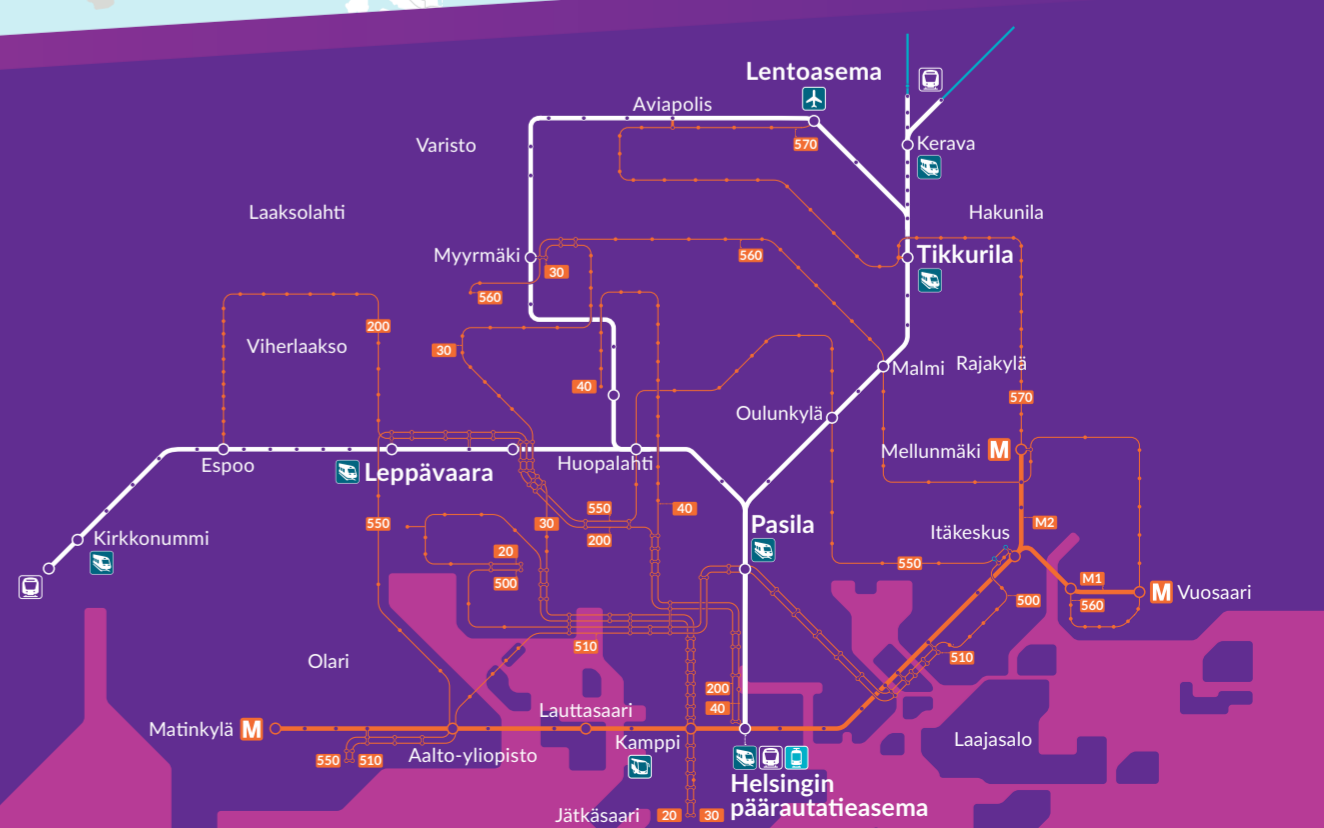 Lentoasema
Aviapolis
Varisto
570
Kerava
Laaksolahti
Hakunila
Myyrmäki
30
560
Tikkurila
560
200
Viherlaakso
30
40
Malmi
Rajakylä
570
Oulunkylä
Mellunmäki
M
Espoo
Leppävaara
Huopalahti
550
200
40
30
550
Pasila
M2
Itäkeskus
Kirkkonummi
20
500
550
M1
560
M
Vuosaari
500
510
510
Olari
200
40
Matinkylä
M
Lauttasaari
Kamppi
Aalto-yliopisto
550
510
Laajasalo
Helsingin
päärautatieasema
Jätkäsaari
20
30